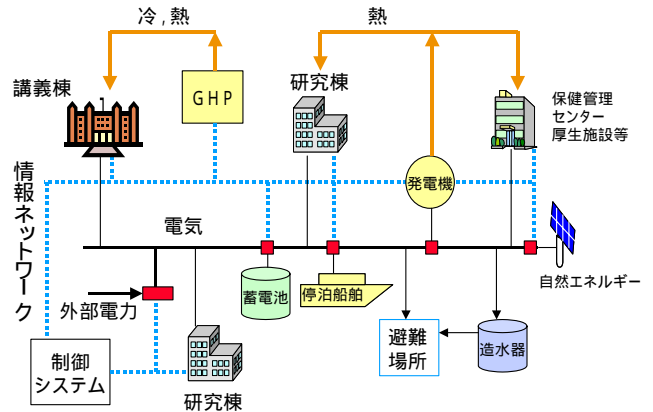 冷,熱
熱
講義棟
GHP
研究棟
保健管理
センター
厚生施設等
情報ネットワーク
発電機
電気
自然エネルギー
外部電力
蓄電池
停泊船舶
制御
システム
研究棟
避難
場所
造水器